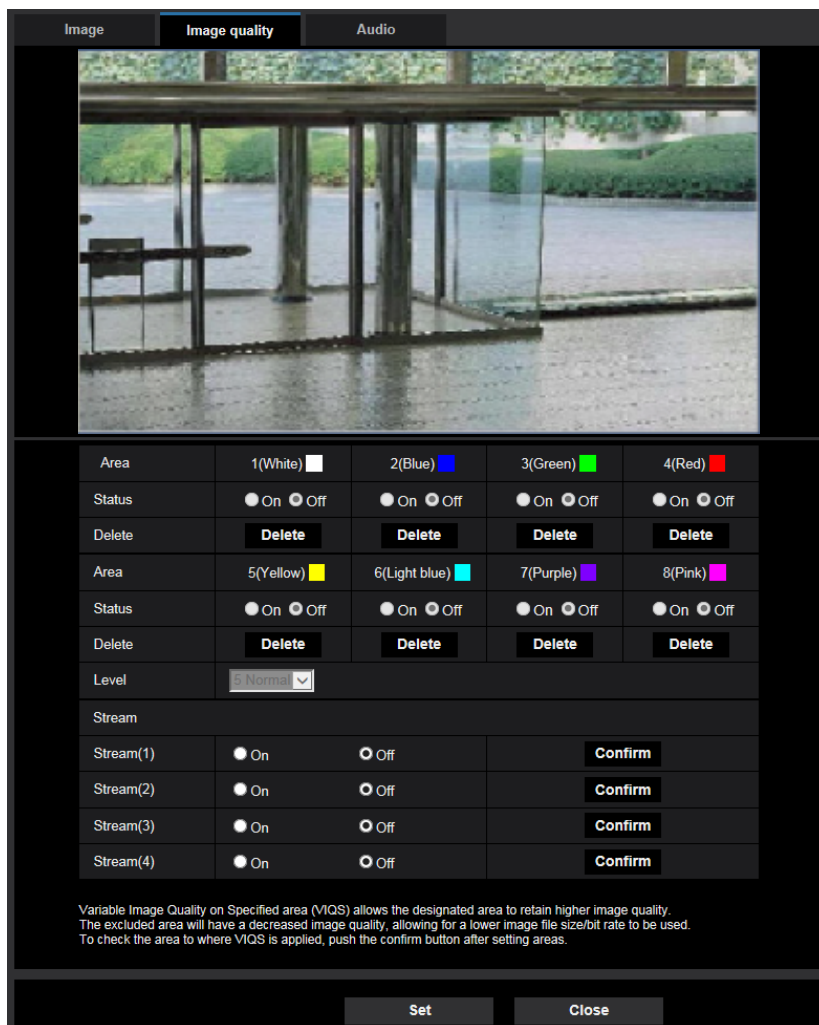 Image Image quality Audio
Area 1(White) 2(Blue) 3(Green) 4(Red)
Status On Off On Off On Off On Off
Delete Delete Delete Delete Delete
Area 5(Yellow) 6(Light blue) 7(Purple) 8(Pink)
Status On Off On Off On Off On Off
Delete Delete Delete Delete Delete
Level 5 Normal
Stream
Stream(1) On Off Confirm
Stream(2) On Off Confirm
Stream(3) On Off Confirm
Stream(4) On Off Confirm
Variable Image Quality on Specified area (VIQS) allows the designated area to retain higher image quality.
The excluded area will have a decreased image quality, allowing for a lower image file size/bit rate to be used.
To check the area to where VIQS is applied, push the confirm button after setting areas.
Set Close